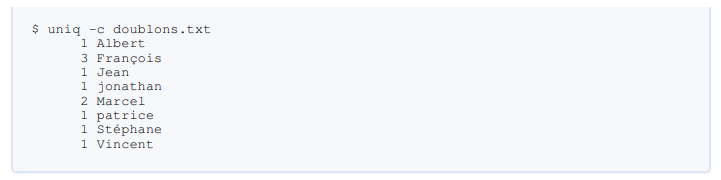 $ uniq -c doublons.txt
1 Albert
3 François
1 Jean
1 jonathan
2 Marcel
1 patrice
1 Stéphane
1 Vincent